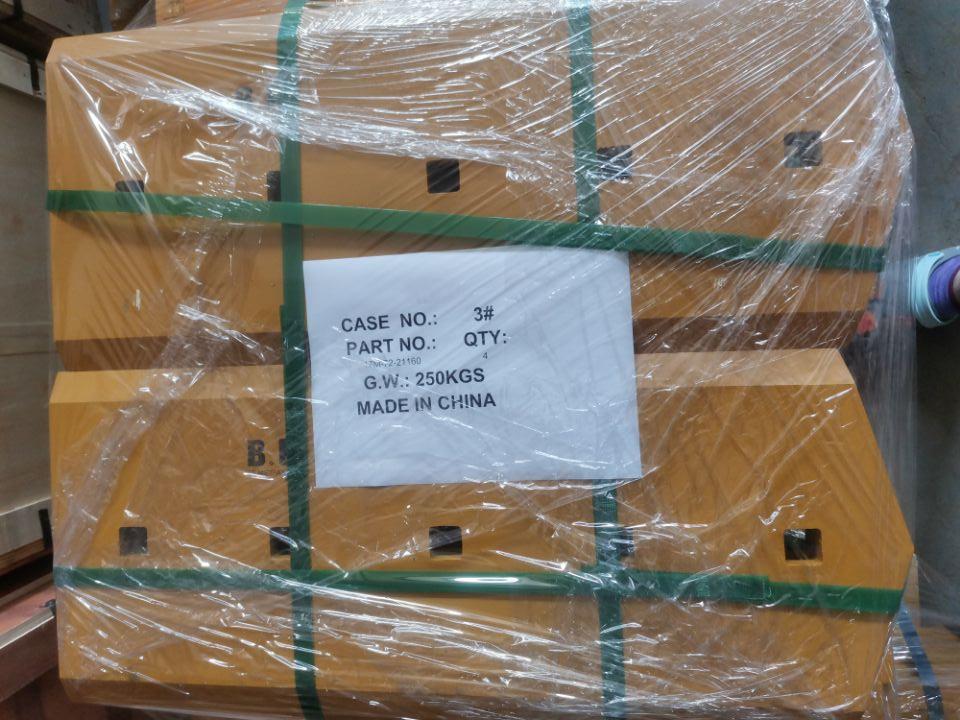 CASE NO.: 3#
PART NO.: QTY:
4
G.W.: 250KGS
MADE IN CHINA
B.